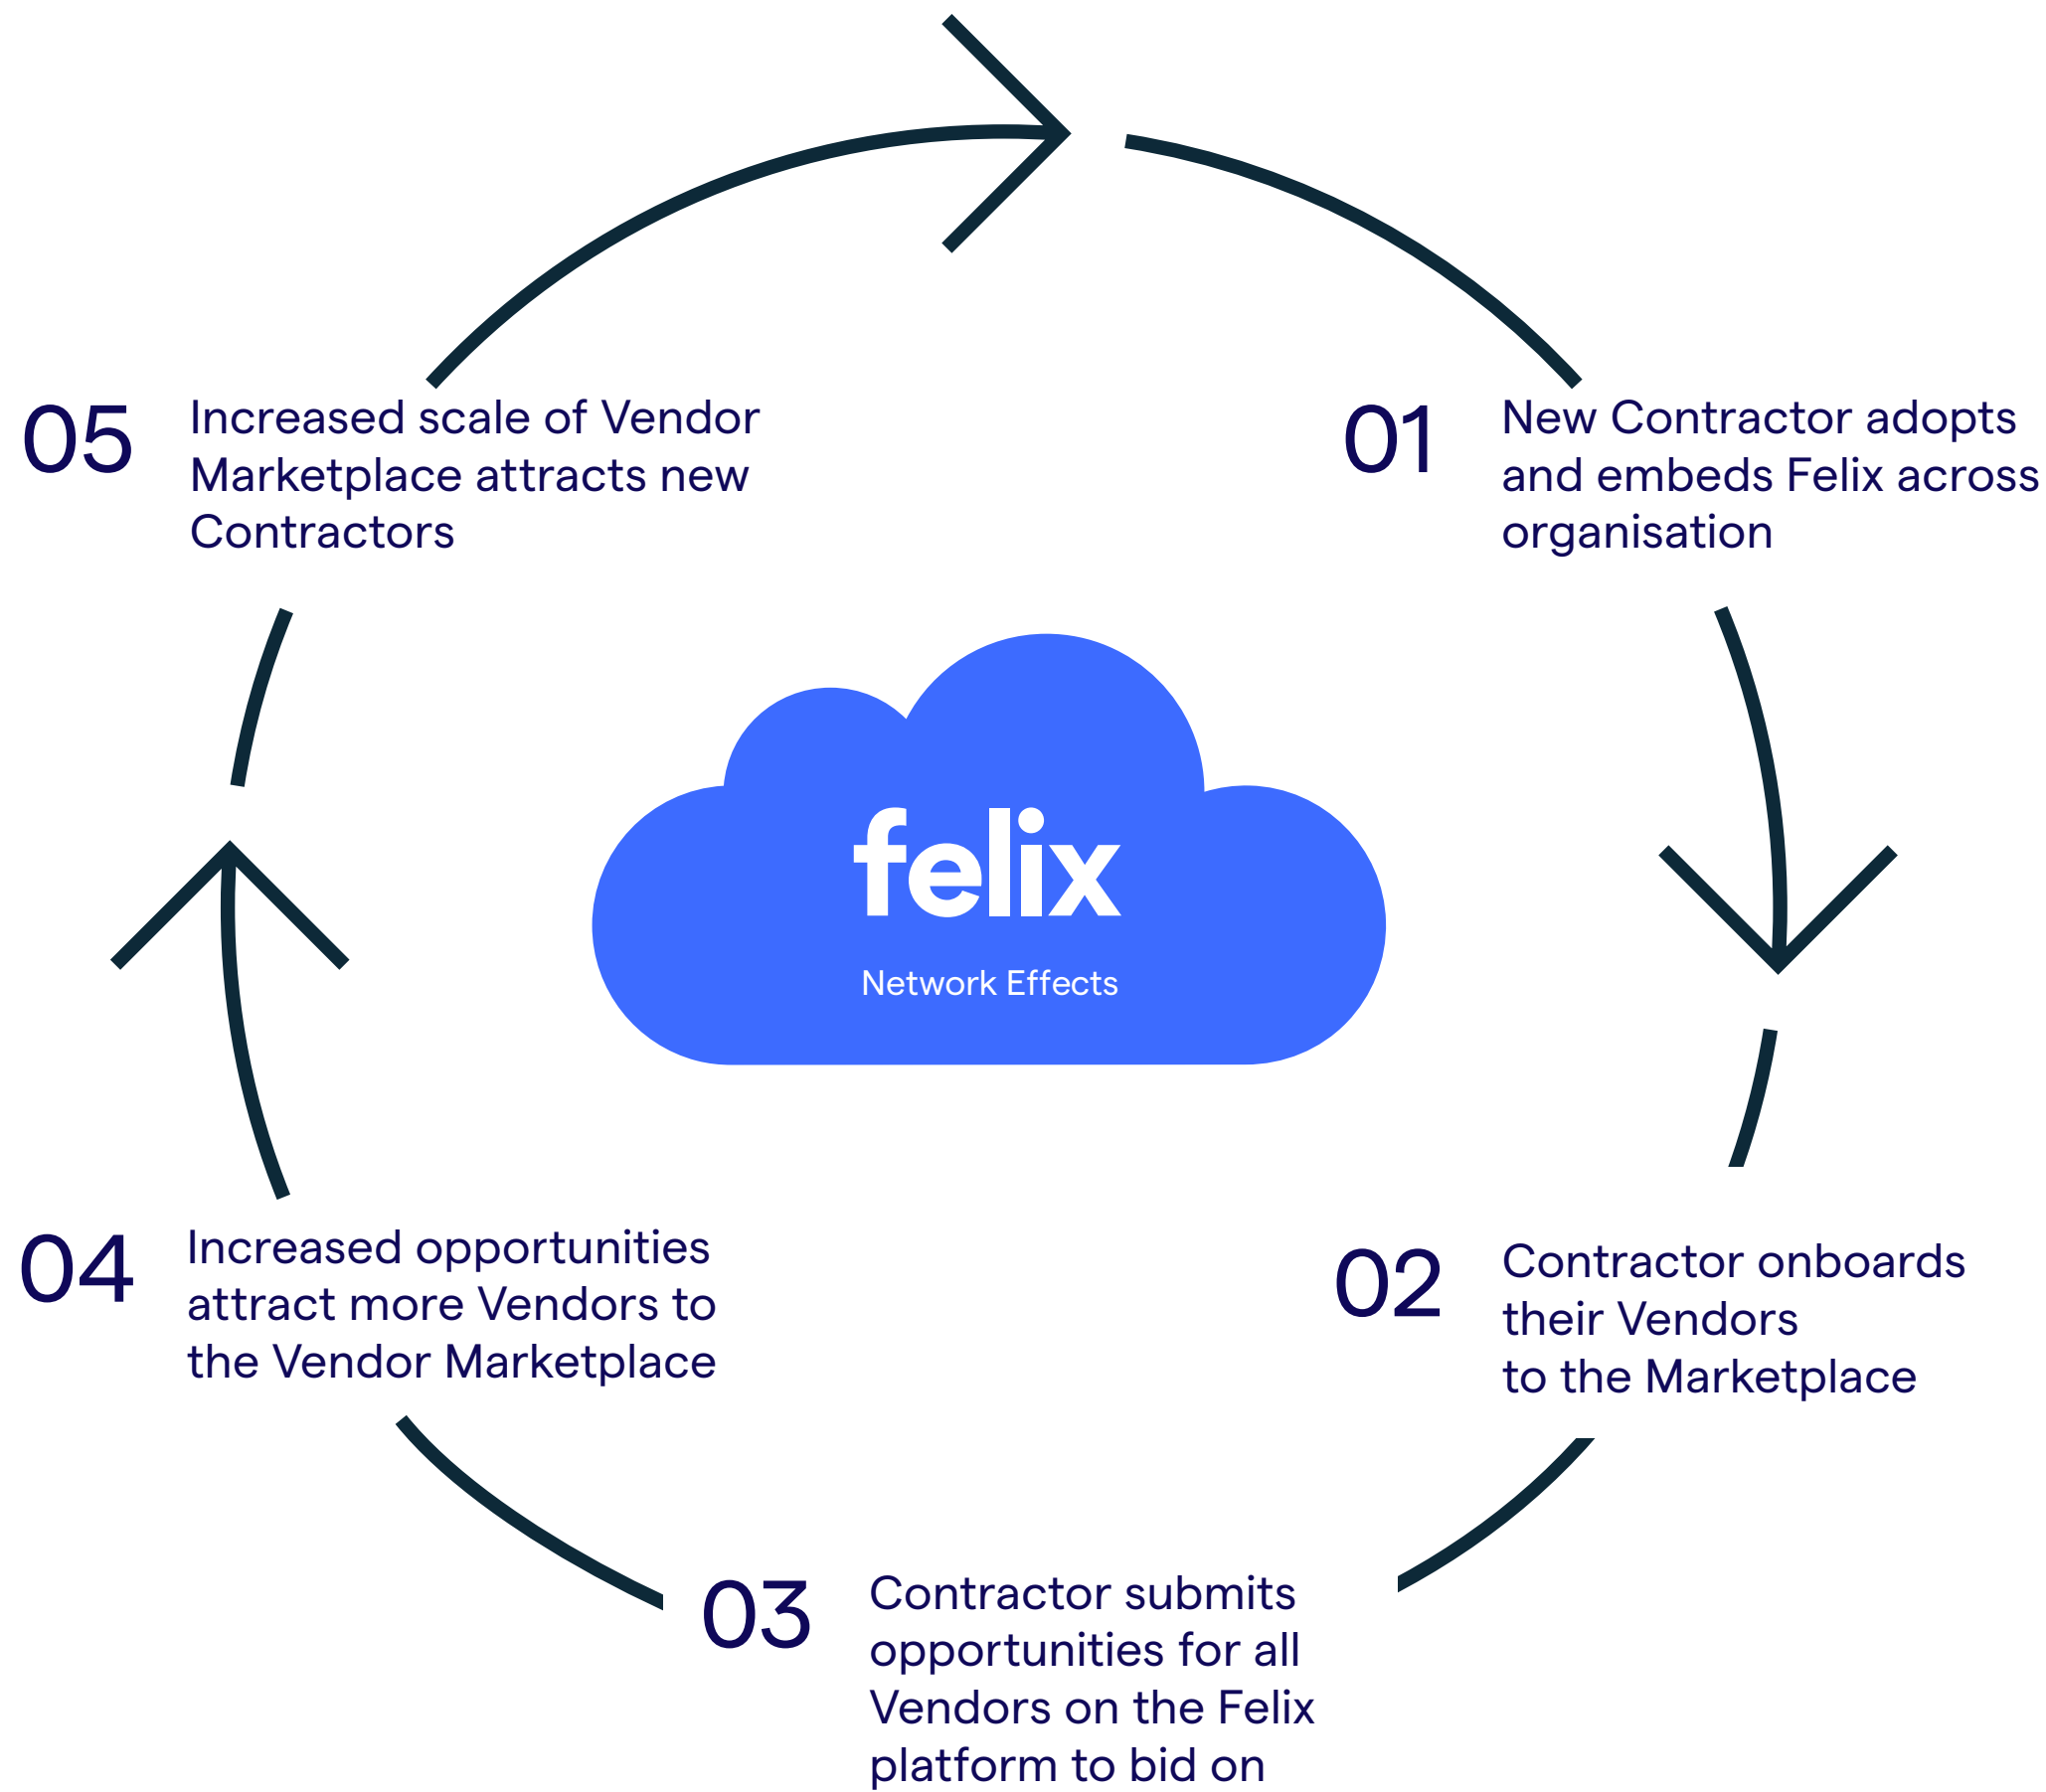 05
Increased scale of Vendor
Marketplace attracts new
Contractors
01
New Contractor adopts
and embeds Felix across
organisation
felix
Network Effects
04
Increased opportunities
attract more Vendors to
the Vendor Marketplace
02
Contractor onboards
their Vendors
to the Marketplace
03
Contractor submits
opportunities for all
Vendors on the Felix
platform to bid on